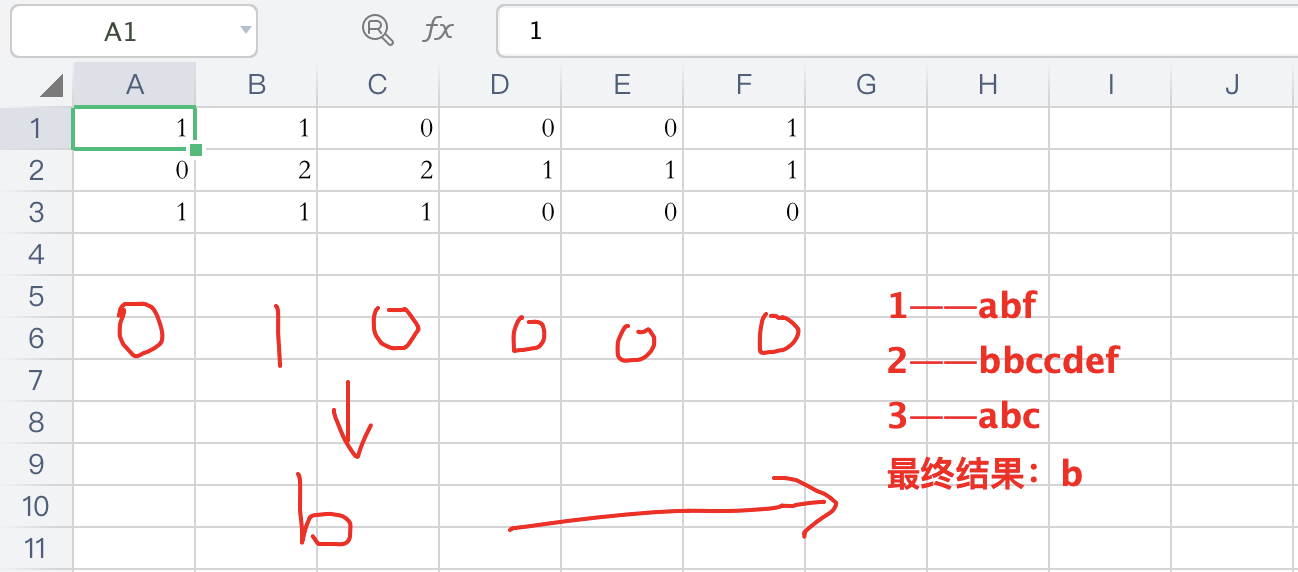 A1 fx 1
A B C D E F G H I J
1 1 1 0 0 0 1
2 0 2 2 1 1 1
3 1 1 1 0 0 0
4
5 1——abf
6 0 1 0 0 0 0
7 2——bbccdef
8 3——abc
9 最终结果：b
10 b
11